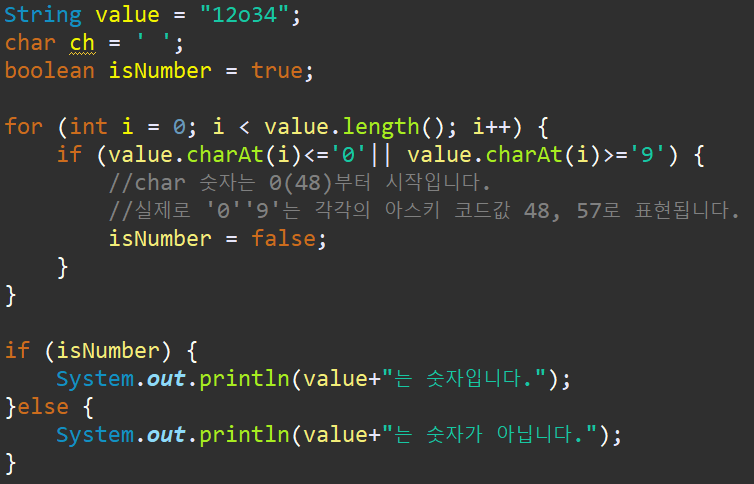 String value = "12o34";
char ch = ' ';
boolean isNumber = true;

for (int i = 0; i < value.length(); i++) {
    if (value.charAt(i)<='0'|| value.charAt(i)>='9') {
        //char 숫자는 0(48)부터 시작입니다.
        //실제로 '0''9'는 각각의 아스키 코드값 48, 57로 표현됩니다.
        isNumber = false;
    }
}

if (isNumber) {
    System.out.println(value+"는 숫자입니다.");
}else {
    System.out.println(value+"는 숫자가 아닙니다.");
}